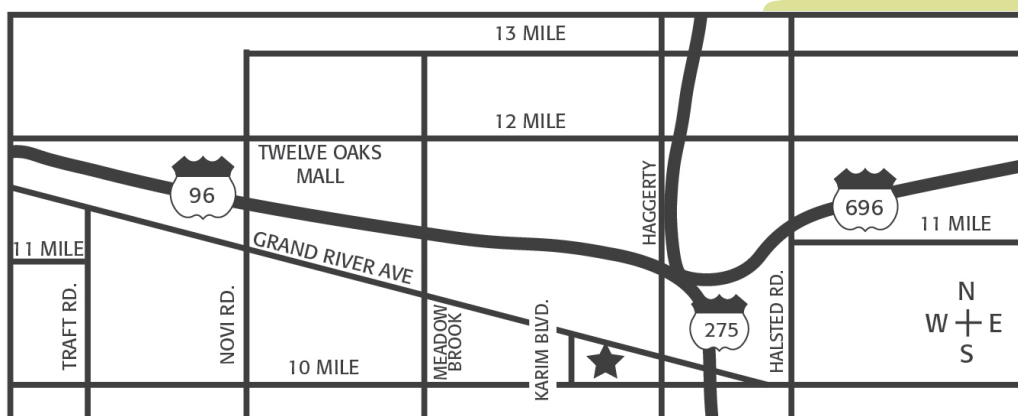 13 MILE
12 MILE
TWELVE OAKS
MALL
96
696
HAGGERTY
11 MILE
11 MILE
GRAND RIVER AVE
TRAFT RD.
NOVI RD.
MEADOW
BROOK
KARIM BLVD.
275
HALSTED RD.
N
W E
S
10 MILE